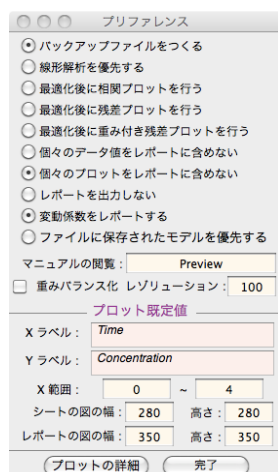 プリファレンス
バックアップファイルをつくる
線形解析を優先する
最適化後に相関プロットを行う
最適化後に残差プロットを行う
最適化後に重み付き残差プロットを行う
個々のデータ値をレポートに含めない
個々のプロットをレポートに含めない
レポートを出力しない
変動係数をレポートする
ファイルに保存されたモデルを優先する
マニュアルの閲覧： Preview
重みバランス化 レゾリューション： 100
プロット既定値
X ラベル： Time
Y ラベル： Concentration
X 範囲： 0 ~ 4
シートの図の幅： 280 高さ： 280
レポートの図の幅： 350 高さ： 350
プロットの詳細 完了